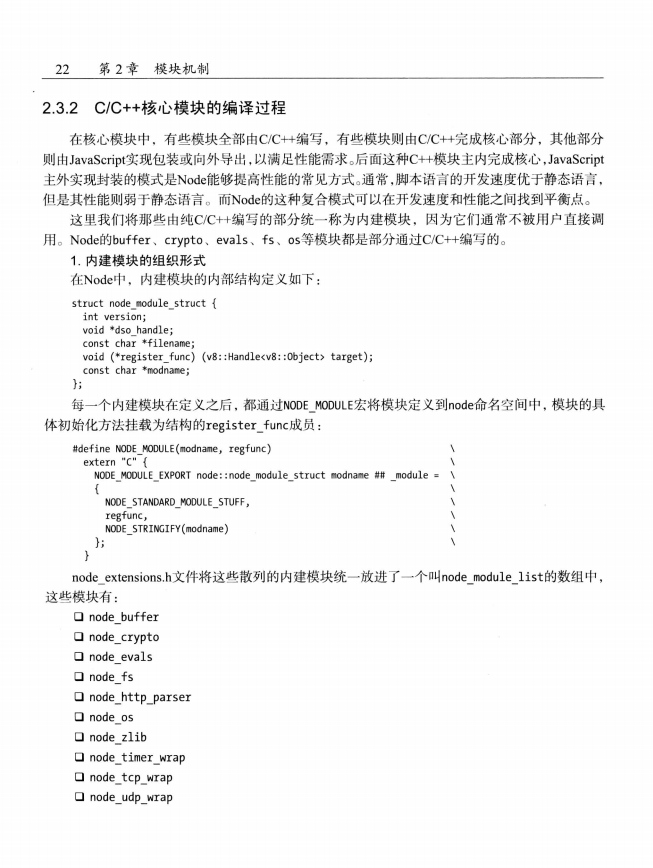 22 第2章 模块机制
2.3.2 C/C++核心模块的编译过程
在核心模块中，有些模块全部由C/C++编写，有些模块则由C/C++完成核心部分，其他部分
则由JavaScript实现包装或向外导出，以满足性能需求。后面这种C++模块主内完成核心，JavaScript
主外实现封装的模式是Node能够提高性能的常见方式。通常，脚本语言的开发速度优于静态语言，
但是其性能则弱于静态语言。而Node的这种复合模式可以在开发速度和性能之间找到平衡点。
这里我们将那些由纯C/C++编写的部分统一称为内建模块，因为它们通常不被用户直接调
用。Node的buffer、crypto、evals、fs、os等模块都是部分通过C/C++编写的。
1. 内建模块的组织形式
在Node中，内建模块的内部结构定义如下：
struct node_module_struct {
int version;
void *dso_handle;
const char *filename;
void (*register_func) (v8::Handle<v8::Object> target);
const char *modname;
};
每一个内建模块在定义之后，都通过NODE_MODULE宏将模块定义到node命名空间中，模块的具
体初始化方法挂载为结构的register_func成员：
#define NODE_MODULE(modname, regfunc) \
extern "C" { \
NODE_MODULE_EXPORT node::node_module_struct modname ## _module = \
{ \
NODE_STANDARD_MODULE_STUFF, \
regfunc, \
NODE_STRINGIFY(modname) \
}; \
}
node_extensions.h文件将这些散列的内建模块统一放进了一个叫node_module_list的数组中，
这些模块有：
❑ node_buffer
❑ node_crypto
❑ node_evals
❑ node_fs
❑ node_http_parser
❑ node_os
❑ node_zlib
❑ node_timer_wrap
❑ node_tcp_wrap
❑ node_udp_wrap